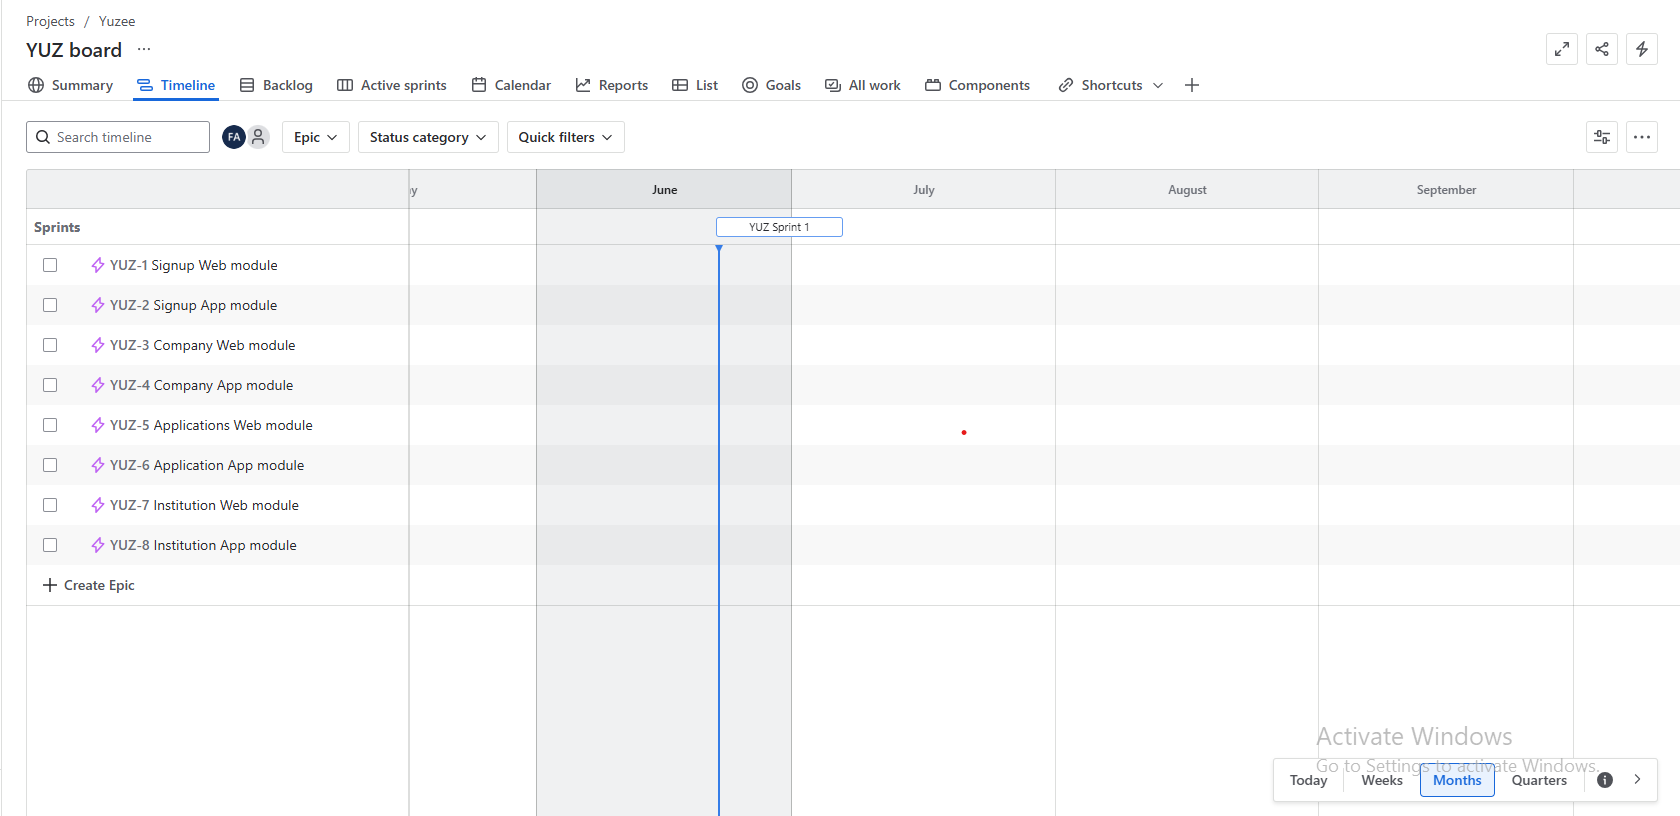 Projects / Yuzee
YUZ board ...
Summary Timeline Backlog Active sprints Calendar Reports List Goals All work Components Shortcuts
Search timeline FA Epic Status category Quick filters
June July August September
Sprints YUZ Sprint 1
YUZ-1 Signup Web module
YUZ-2 Signup App module
YUZ-3 Company Web module
YUZ-4 Company App module
YUZ-5 Applications Web module
YUZ-6 Application App module
YUZ-7 Institution Web module
YUZ-8 Institution App module
Create Epic
Activate Windows
Go to Settings to activate Windows.
Today Weeks Months Quarters